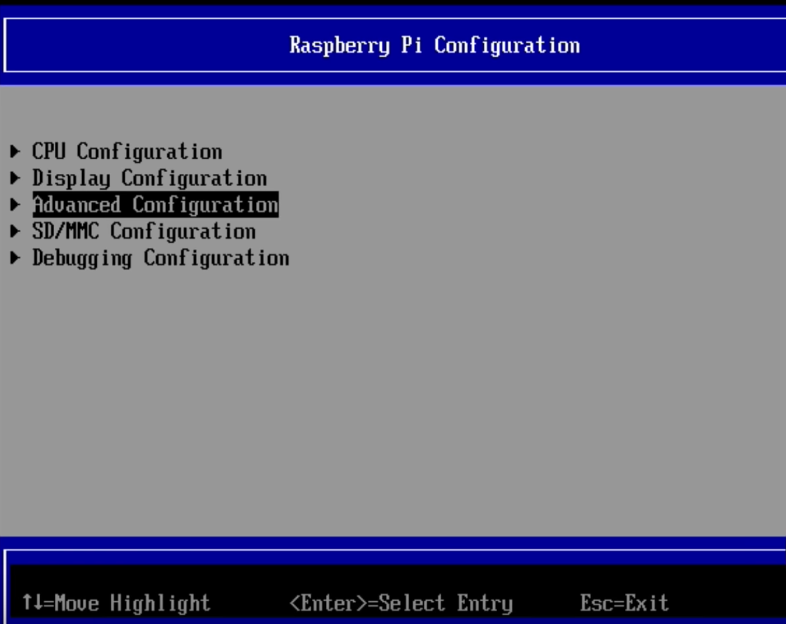 Raspberry Pi Configuration
CPU Configuration
Display Configuration
Advanced Configuration
SD/MMC Configuration
Debugging Configuration
↑↓=Move Highlight <Enter>=Select Entry Esc=Exit